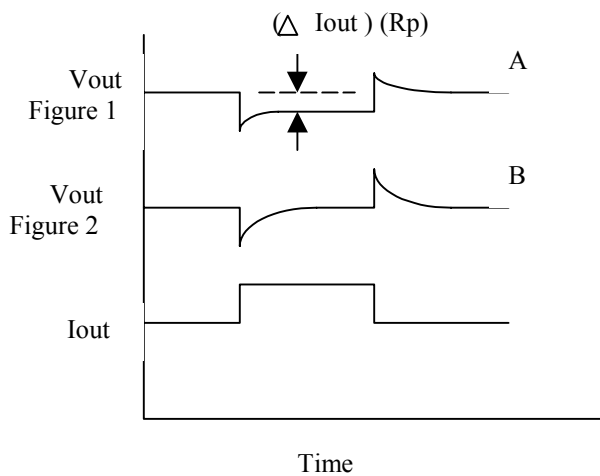 (△ Iout ) (Rp)
A
Vout
Figure 1
B
Vout
Figure 2
Iout
Time